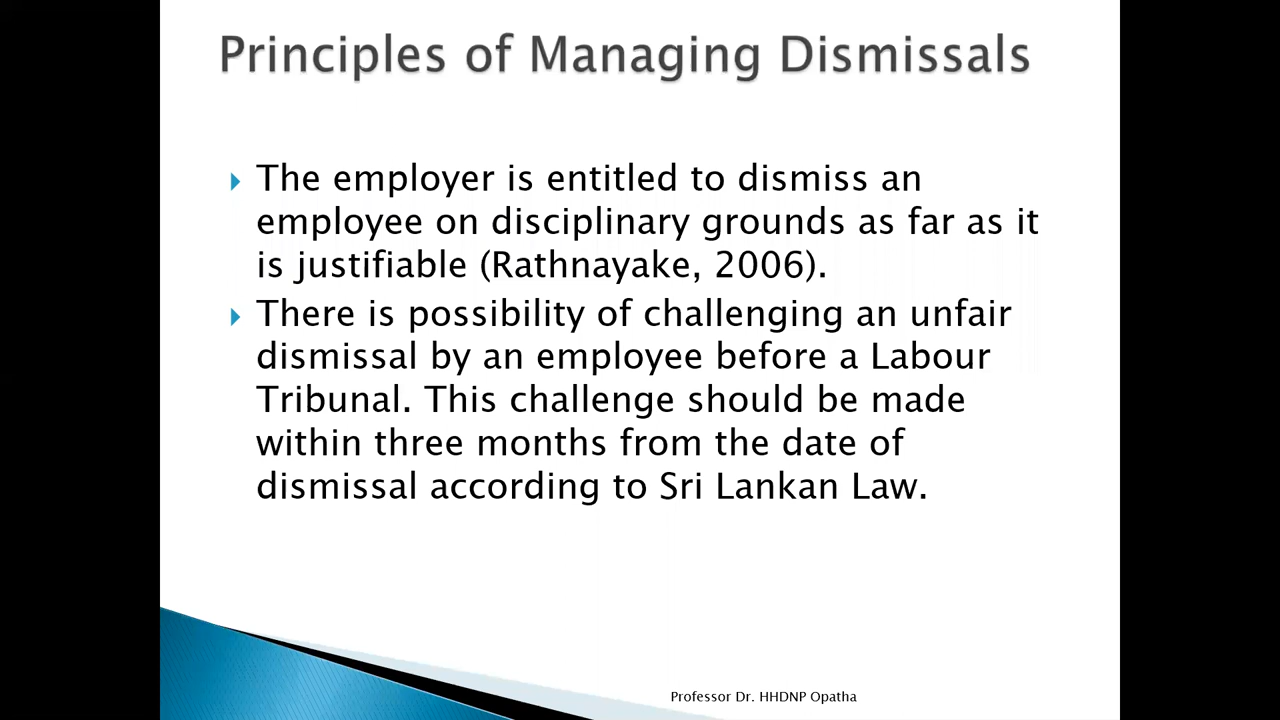 Principles of Managing Dismissals
The employer is entitled to dismiss an
employee on disciplinary grounds as far as it
is justifiable (Rathnayake, 2006).
There is possibility of challenging an unfair
dismissal by an employee before a Labour
Tribunal. This challenge should be made
within three months from the date of
dismissal according to Sri Lankan Law.
Professor Dr. HHDNP Opatha